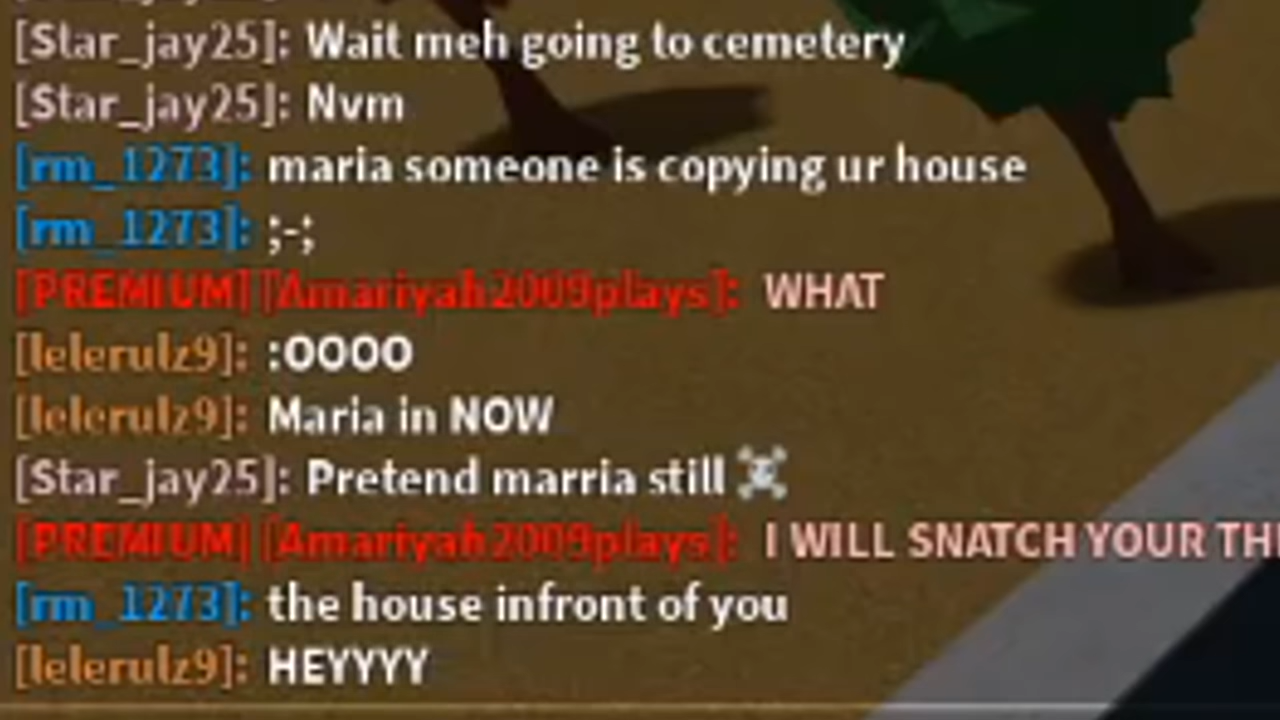 [Star_jay25]: Wait meh going to cemetery
[Star_jay25]: Nvm
[rm_1273]: maria someone is copying ur house
[rm_1273]: ;-;
[PREMIUM] [Amariyah2009plays]: WHAT
[lelerulz9]: :OOOO
[lelerulz9]: Maria in NOW
[Star_jay25]: Pretend marria still ☠
[PREMIUM] [Amariyah2009plays]: I WILL SNATCH YOUR
[rm_1273]: the house infront of you
[lelerulz9]: HEYYYY